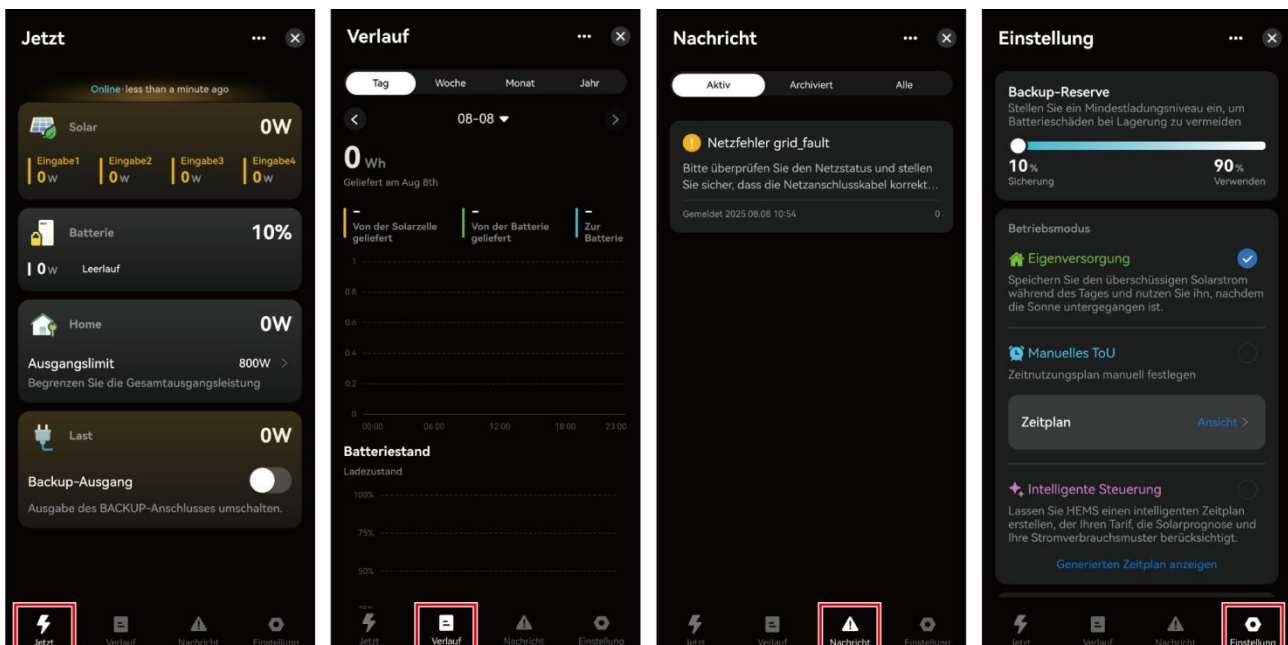 Jetzt
Online · less than a minute ago
Solar 0W
Eingabe1 Eingabe2 Eingabe3 Eingabe4
0 W 0 W 0 W 0 W
Batterie 10%
0 W Leerlauf
Home 0W
Ausgangslimit 800W >
Begrenzen Sie die Gesamtausgangsleistung
Last 0W
Backup-Ausgang
Ausgabe des BACKUP-Anschlusses umschalten.
Jetzt Verlauf Nachricht Einstellung
Verlauf
Tag Woche Monat Jahr
08-08
0 Wh
Geliefert am Aug 8th
- - -
Von der Solarzelle Von der Batterie Zur
geliefert geliefert Batterie
1
0.8
0.6
0.4
0.2
0
00:00 06:00 12:00 18:00 23:00
Batteriestand
Ladezustand
100%
75%
50%
Jetzt Verlauf Nachricht Einstellung
Nachricht
Aktiv Archiviert Alle
Netzfehler grid_fault
Bitte überprüfen Sie den Netzstatus und stellen
Sie sicher, dass die Netzanschlusskabel korrekt...
Gemeldet 2025.08.08 10:54 0
Jetzt Verlauf Nachricht Einstellung
Einstellung
Backup-Reserve
Stellen Sie ein Mindestladungsniveau ein, um
Batterieschäden bei Lagerung zu vermeiden
10% 90%
Sicherung Verwenden
Betriebsmodus
Eigenversorgung
Speichern Sie den überschüssigen Solarstrom
während des Tages und nutzen Sie ihn, nachdem
die Sonne untergegangen ist.
Manuelles ToU
Zeitnutzungsplan manuell festlegen
Zeitplan Ansicht >
Intelligente Steuerung
Lassen Sie HEMS einen intelligenten Zeitplan
erstellen, der Ihren Tarif, die Solarprognose und
Ihre Stromverbrauchsmuster berücksichtigt.
Generierten Zeitplan anzeigen
Jetzt Verlauf Nachricht Einstellung